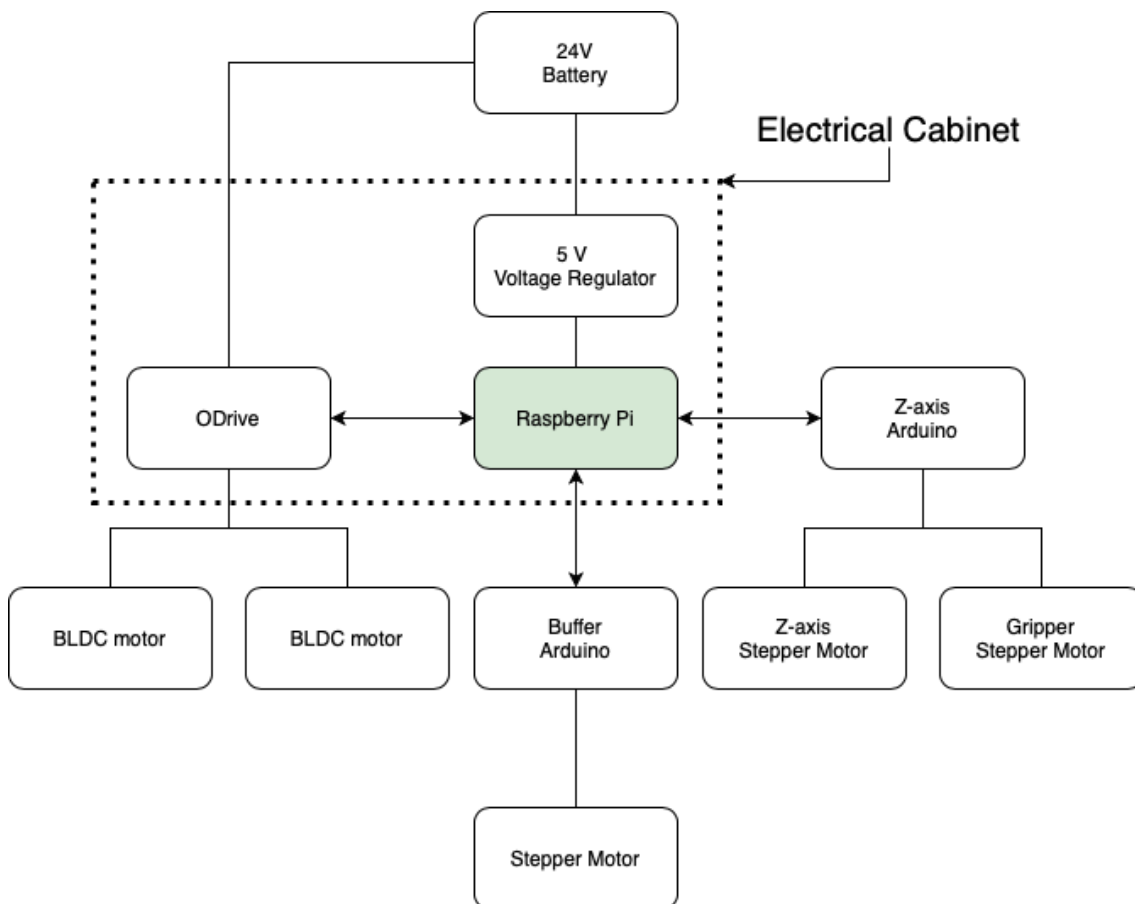 24V
Battery
Electrical Cabinet
5 V
Voltage Regulator
ODrive
Raspberry Pi
Z-axis
Arduino
BLDC motor
BLDC motor
Buffer
Arduino
Z-axis
Stepper Motor
Gripper
Stepper Motor
Stepper Motor